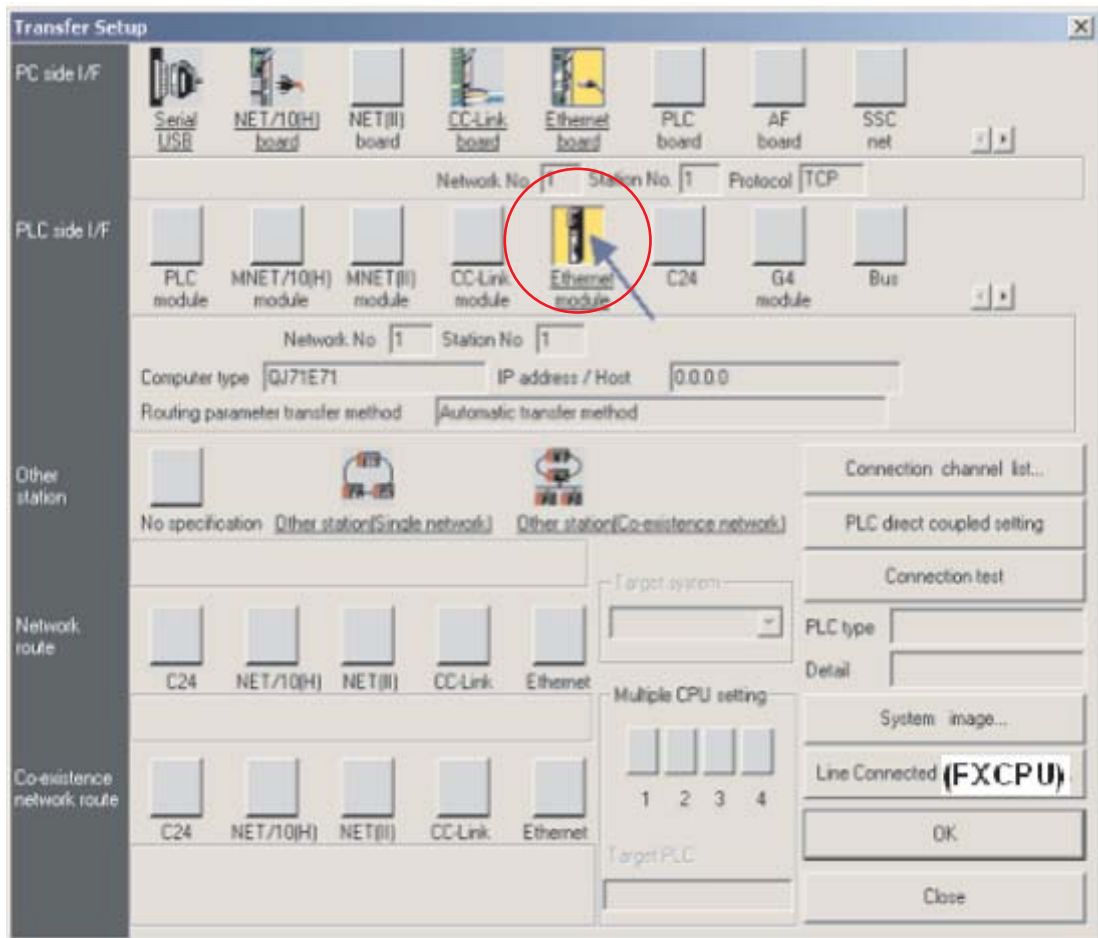 Transfer Setup
PC side I/F
Serial USB
NET/10(H) board
NET(II) board
CC-Link board
Ethernet board
PLC board
AF board
SSC net
Network No. 1 Station No. 1 Protocol TCP
PLC side I/F
PLC module
MNET/10(H) module
MNET(II) module
CC-Link module
Ethernet module
C24
G4 module
Bus
Network No 1 Station No 1
Computer type QJ71E71 IP address / Host 0.0.0.0
Routing parameter transfer method Automatic transfer method
Other station
No specification Other station(Single network) Other station(Co-existence network)
Connection channel list...
PLC direct coupled setting
Connection test
PLC type
Detail
System image...
Line Connected (FXCPU)
OK
Close
Target system
Network route
C24 NET/10(H) NET(II) CC-Link Ethernet
Multiple CPU setting
1 2 3 4
Target PLC
Co-existence network route
C24 NET/10(H) NET(II) CC-Link Ethernet